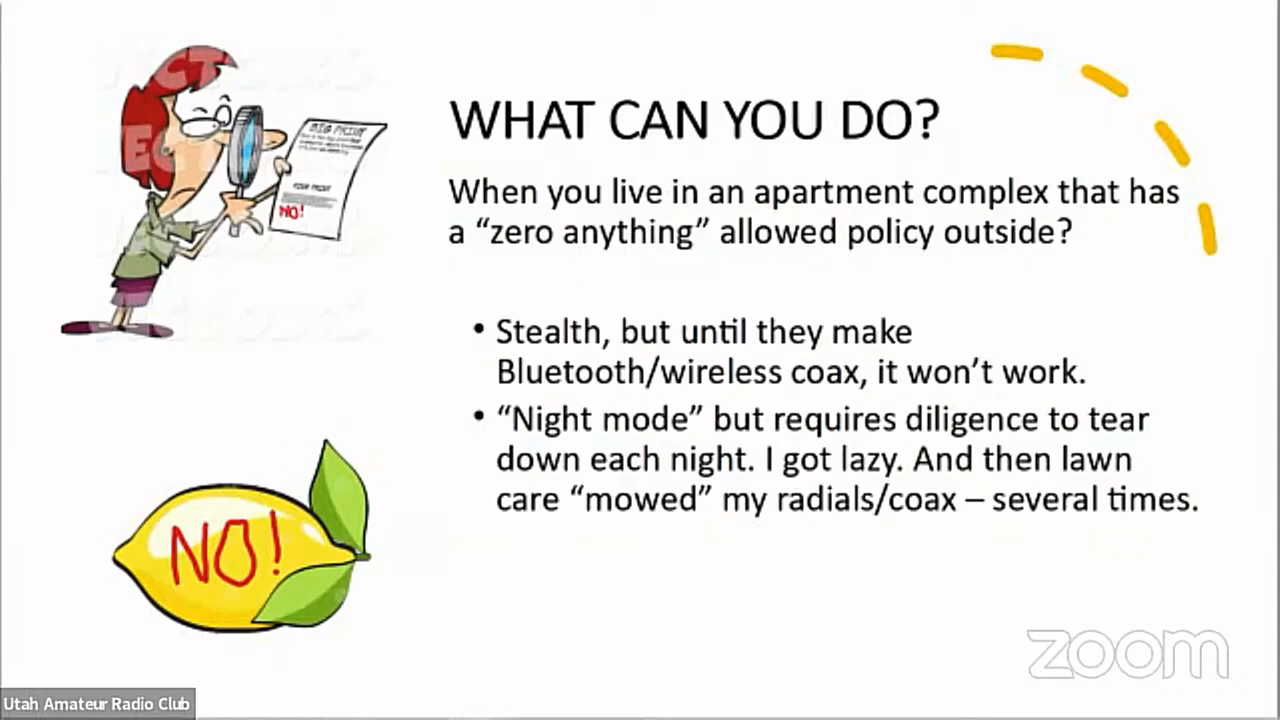 WHAT CAN YOU DO?
When you live in an apartment complex that has
a “zero anything” allowed policy outside?
• Stealth, but until they make
Bluetooth/wireless coax, it won’t work.
• “Night mode” but requires diligence to tear
down each night. I got lazy. And then lawn
care “mowed” my radials/coax – several times.
BIG PRINT
NO!
NO!
zoom
Utah Amateur Radio Club